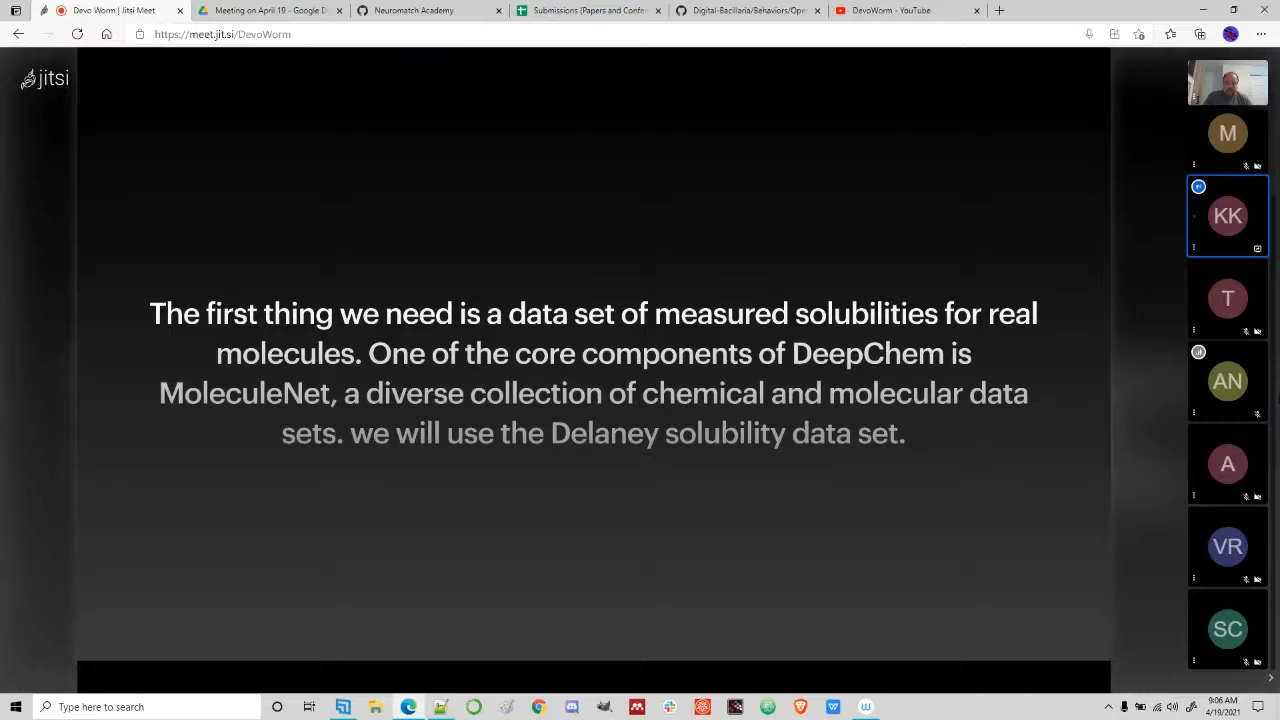 Devo Worm | Jitsi Meet
Meeting on April 19 - Google D
Neuromatch Academy
Submissions (Papers and Confer
Digital-Bacillaria/Behaviors/Ope
DevoWorm - YouTube
https://meet.jit.si/DevoWorm
jitsi
The first thing we need is a data set of measured solubilities for real
molecules. One of the core components of DeepChem is
MoleculeNet, a diverse collection of chemical and molecular data
sets. we will use the Delaney solubility data set.
M
KK
T
AN
A
VR
SC
Type here to search
9:06 AM
4/19/2021